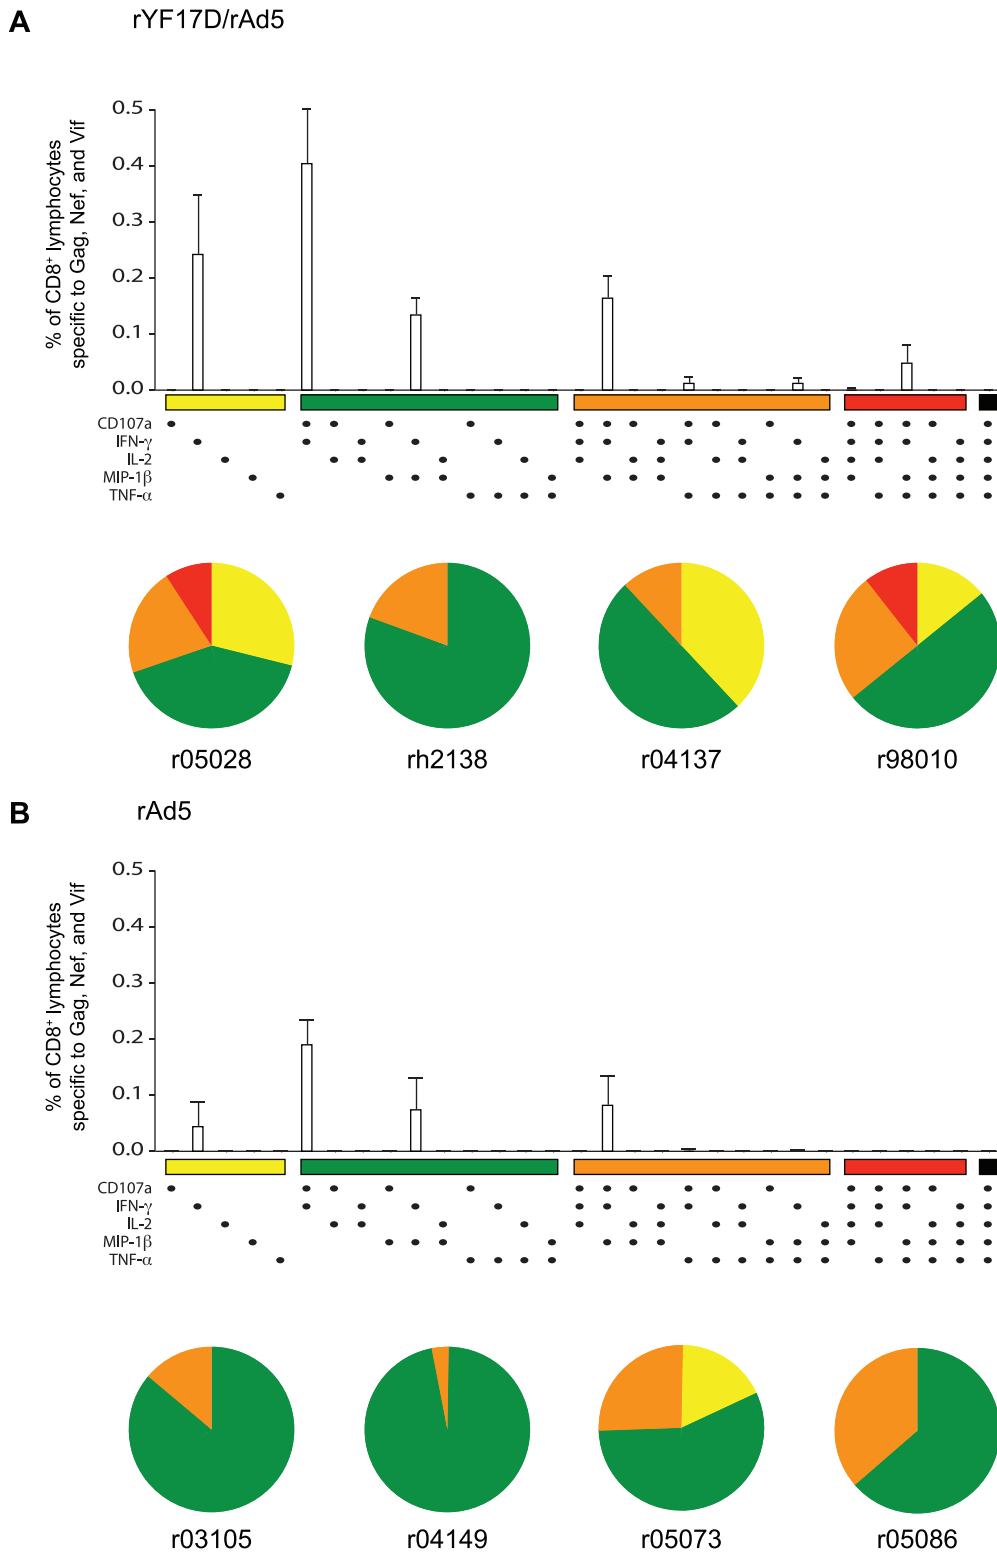 A rYF17D/rAd5
% of CD8⁺ lymphocytes
specific to Gag, Nef, and Vif
0.5
0.4
0.3
0.2
0.1
0.0
CD107a
IFN-γ
IL-2
MIP-1β
TNF-α
r05028 rh2138 r04137 r98010
B rAd5
% of CD8⁺ lymphocytes
specific to Gag, Nef, and Vif
0.5
0.4
0.3
0.2
0.1
0.0
CD107a
IFN-γ
IL-2
MIP-1β
TNF-α
r03105 r04149 r05073 r05086